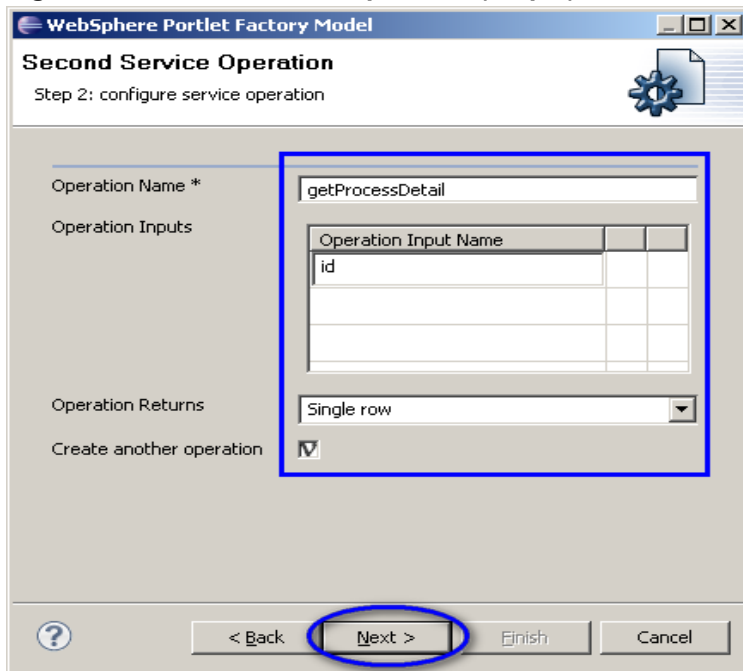 WebSphere Portlet Factory Model
Second Service Operation
Step 2: configure service operation
Operation Name *
getProcessDetail
Operation Inputs
Operation Input Name
id
Operation Returns
Single row
Create another operation
?
< Back
Next >
Finish
Cancel